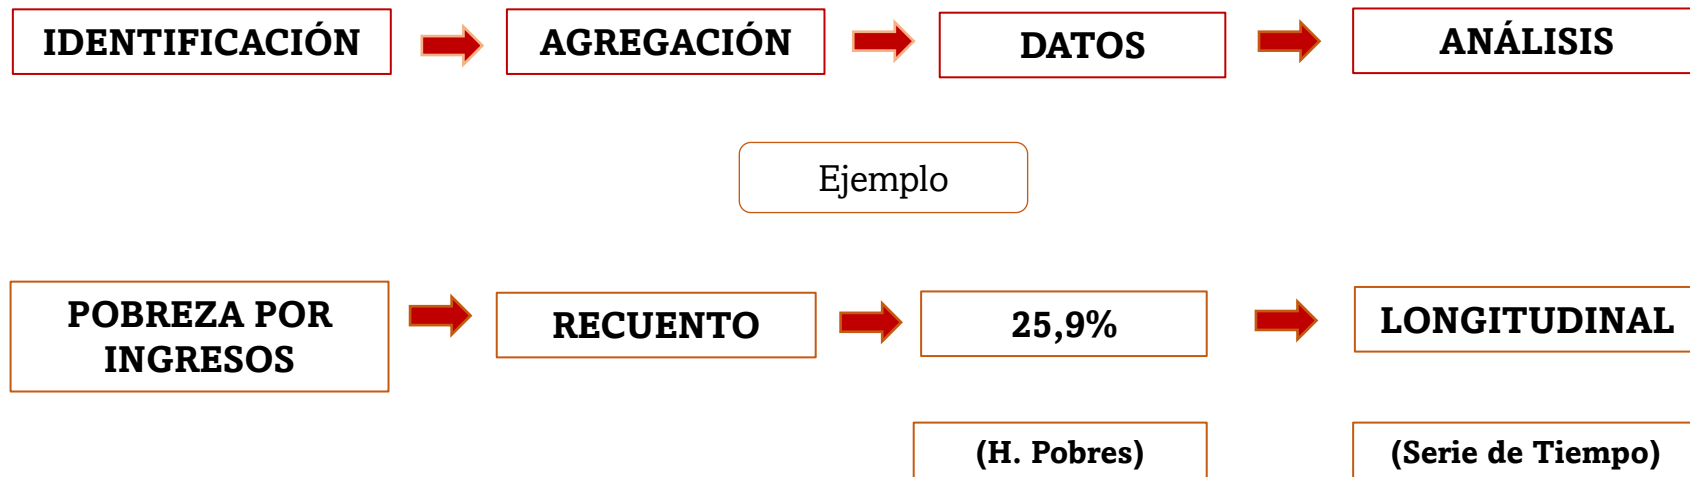 IDENTIFICACIÓN
AGREGACIÓN
DATOS
ANÁLISIS
Ejemplo
POBREZA POR
INGRESOS
RECUENTO
25,9%
LONGITUDINAL
(H. Pobres)
(Serie de Tiempo)